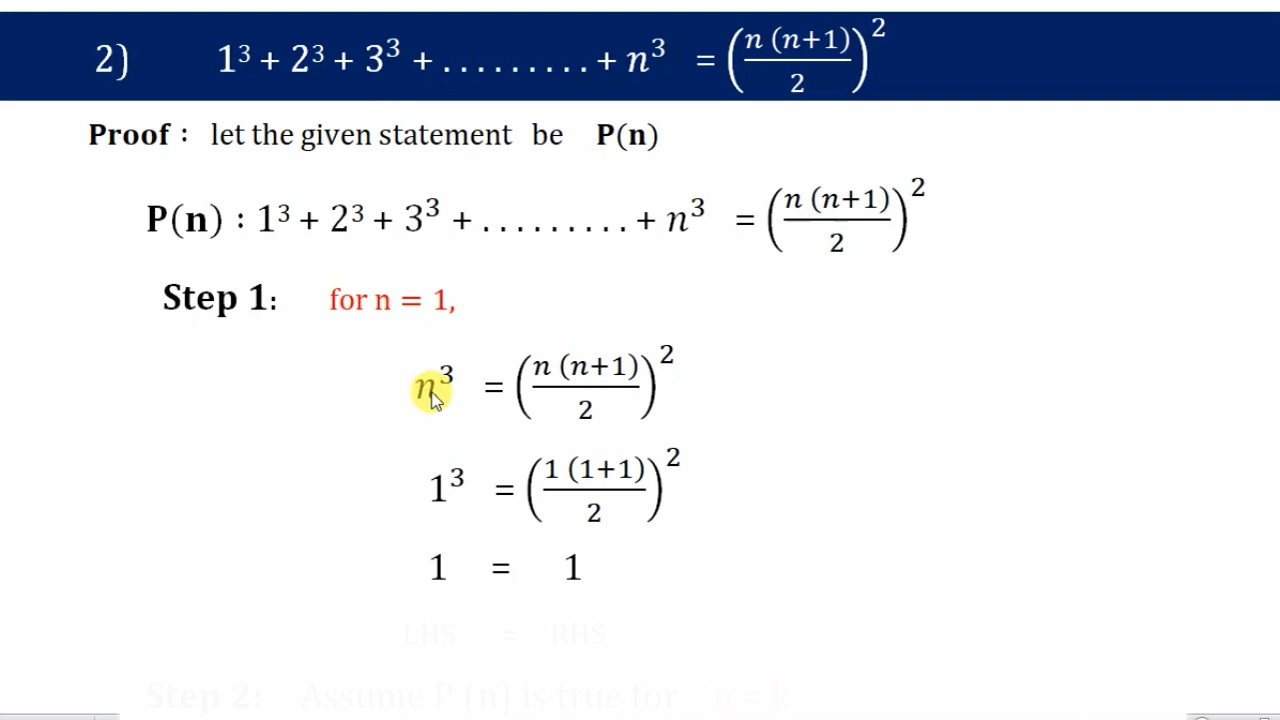 2) 1³ + 2³ + 3³ + . . . . . . . . . + n³ = (n (n+1)/2)²
Proof : let the given statement be P(n)
P(n) : 1³ + 2³ + 3³ + . . . . . . . . . + n³ = (n (n+1)/2)²
Step 1: for n = 1,
n³ = (n (n+1)/2)²
1³ = (1 (1+1)/2)²
1 = 1
LHS = RHS
Step 2: Assume P (n) is true for n = k